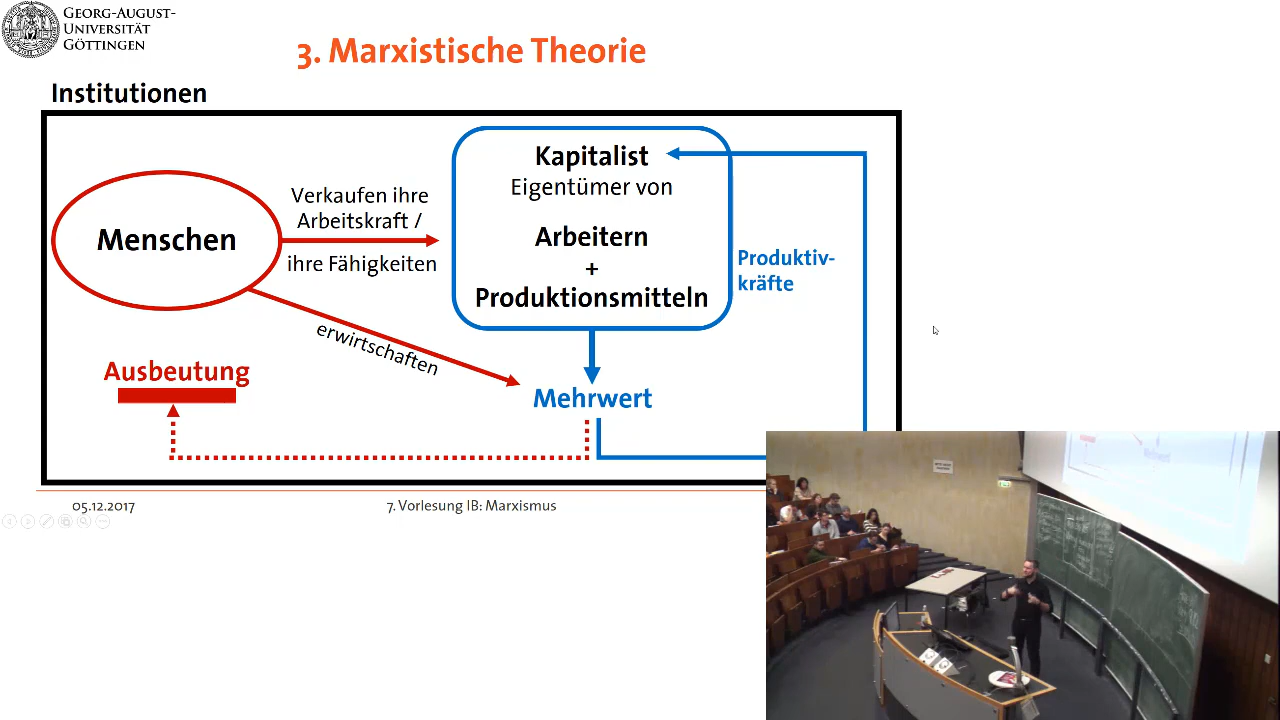 GEORG-AUGUST-
UNIVERSITÄT
GÖTTINGEN
3. Marxistische Theorie
Institutionen
Menschen
Verkaufen ihre
Arbeitskraft /
ihre Fähigkeiten
Kapitalist
Eigentümer von
Arbeitern
+
Produktionsmitteln
Produktiv-
kräfte
erwirtschaften
Ausbeutung
Mehrwert
05.12.2017
7. Vorlesung IB: Marxismus